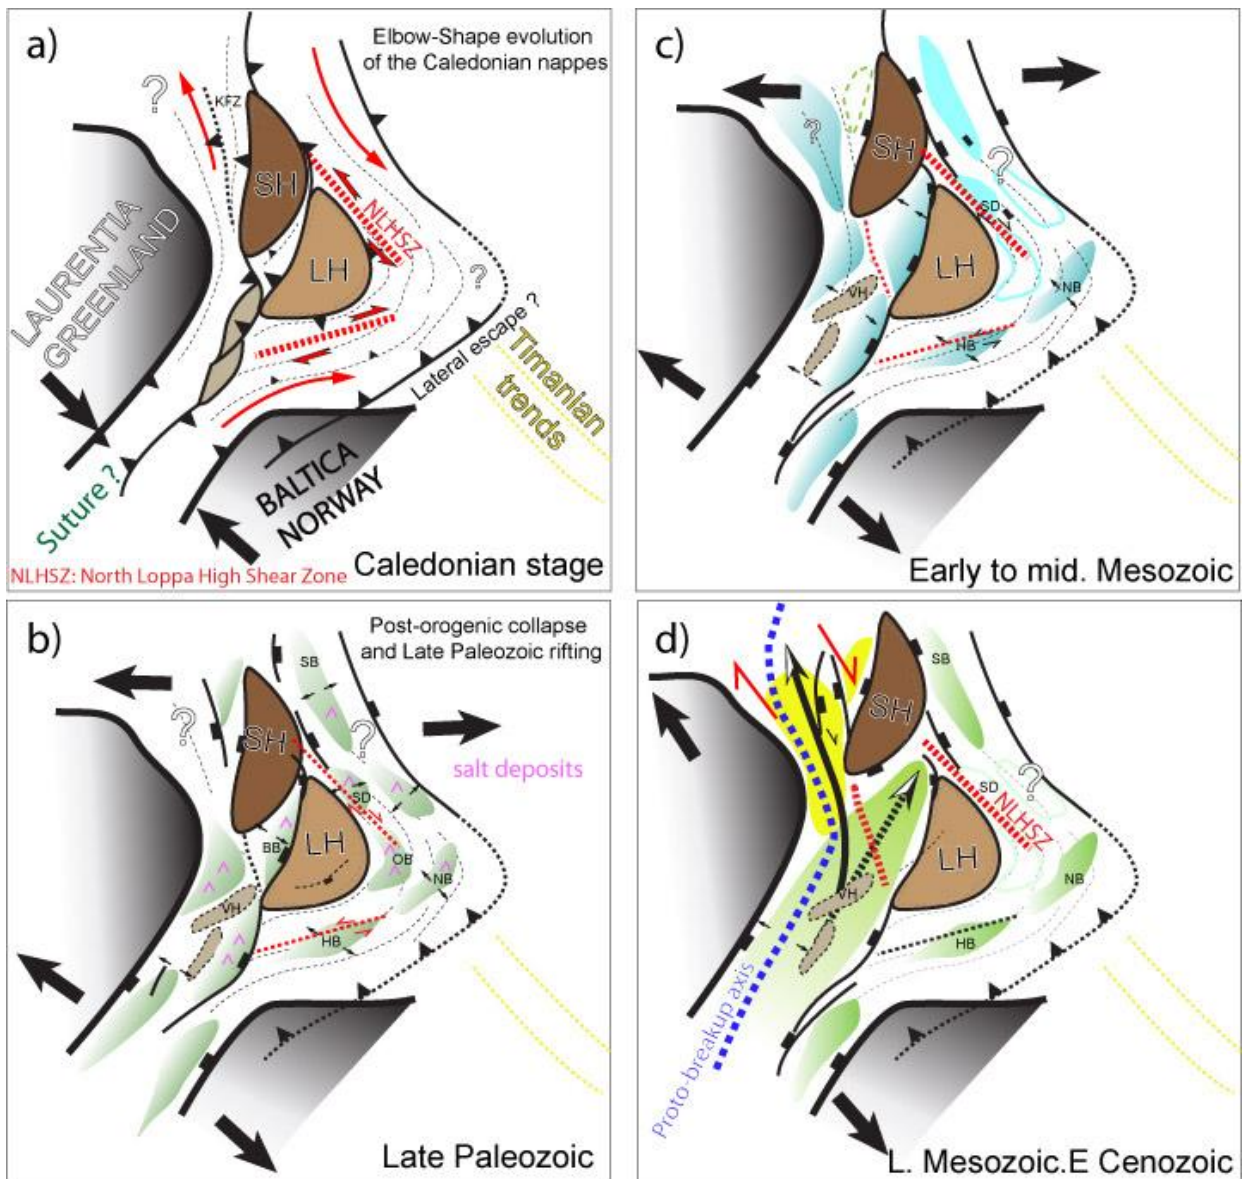 a)
Elbow-Shape evolution
of the Caledonian nappes
?
KFZ
SH
NLHSZ
LH
?
LAURENTIA
GREENLAND
Lateral escape ?
Timanian
trends
BALTICA
NORWAY
Suture ?
NLHSZ: North Loppa High Shear Zone
Caledonian stage
c)
?
SH
?
SD
LH
VH
NB
HB
Early to mid. Mesozoic
b)
Post-orogenic collapse
and Late Paleozoic rifting
SB
?
SH
?
salt deposits
SD
BB
LH
OB
NB
VH
HB
Late Paleozoic
d)
SB
SH
?
SD
NLHSZ
LH
NB
VH
HB
Proto-breakup axis
L. Mesozoic.E Cenozoic